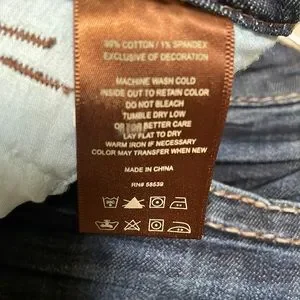 99% COTTON / 1% SPANDEX
EXCLUSIVE OF DECORATION
MACHINE WASH COLD
INSIDE OUT TO RETAIN COLOR
DO NOT BLEACH
TUMBLE DRY LOW
OR FOR BETTER CARE
LAY FLAT TO DRY
WARM IRON IF NECESSARY
COLOR MAY TRANSFER WHEN NEW
MADE IN CHINA
RN# 58639